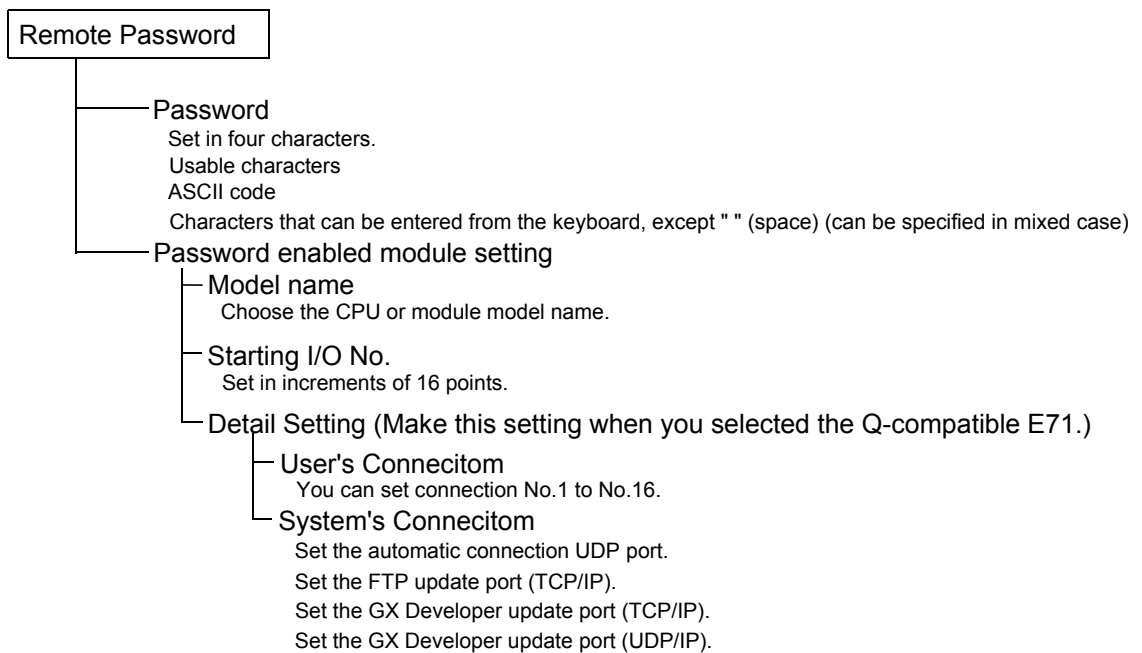 Remote Password
Password
Set in four characters.
Usable characters
ASCII code
Characters that can be entered from the keyboard, except " " (space) (can be specified in mixed case)
Password enabled module setting
Model name
Choose the CPU or module model name.
Starting I/O No.
Set in increments of 16 points.
Detail Setting (Make this setting when you selected the Q-compatible E71.)
User's Connecitom
You can set connection No.1 to No.16.
System's Connecitom
Set the automatic connection UDP port.
Set the FTP update port (TCP/IP).
Set the GX Developer update port (TCP/IP).
Set the GX Developer update port (UDP/IP).